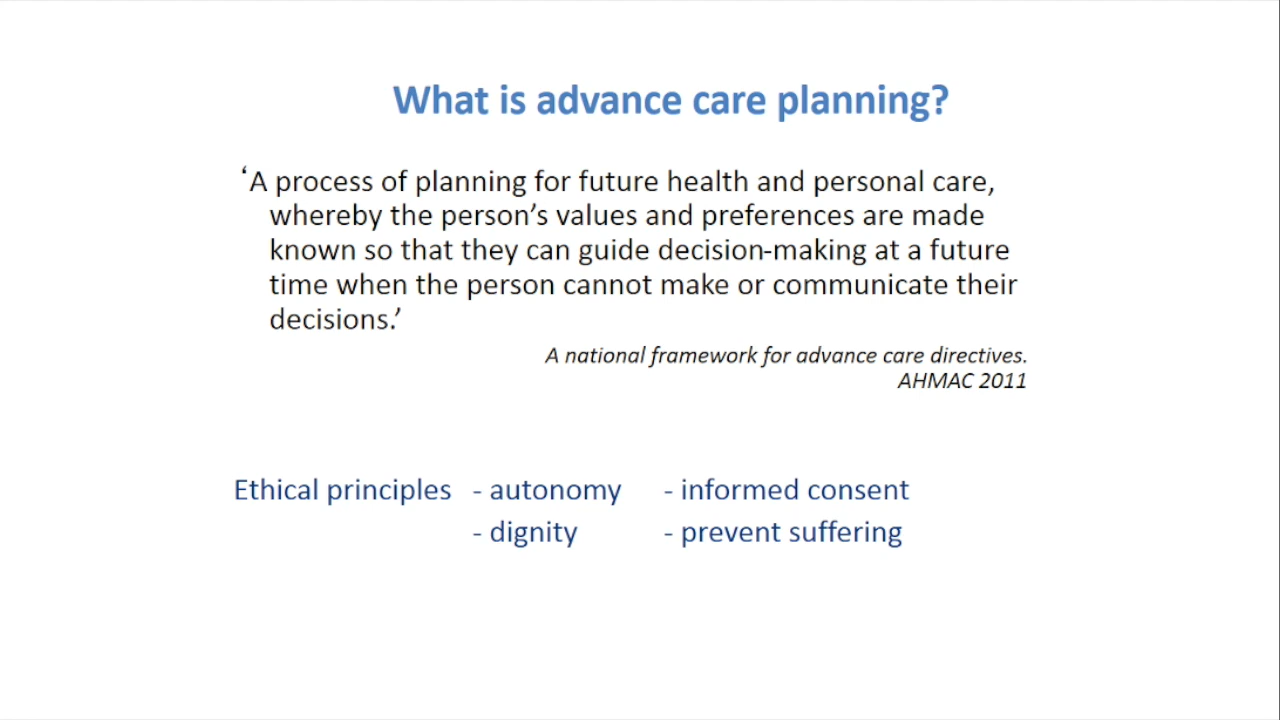 What is advance care planning?
‘A process of planning for future health and personal care,
whereby the person’s values and preferences are made
known so that they can guide decision-making at a future
time when the person cannot make or communicate their
decisions.’
A national framework for advance care directives.
AHMAC 2011
Ethical principles - autonomy - informed consent
- dignity - prevent suffering